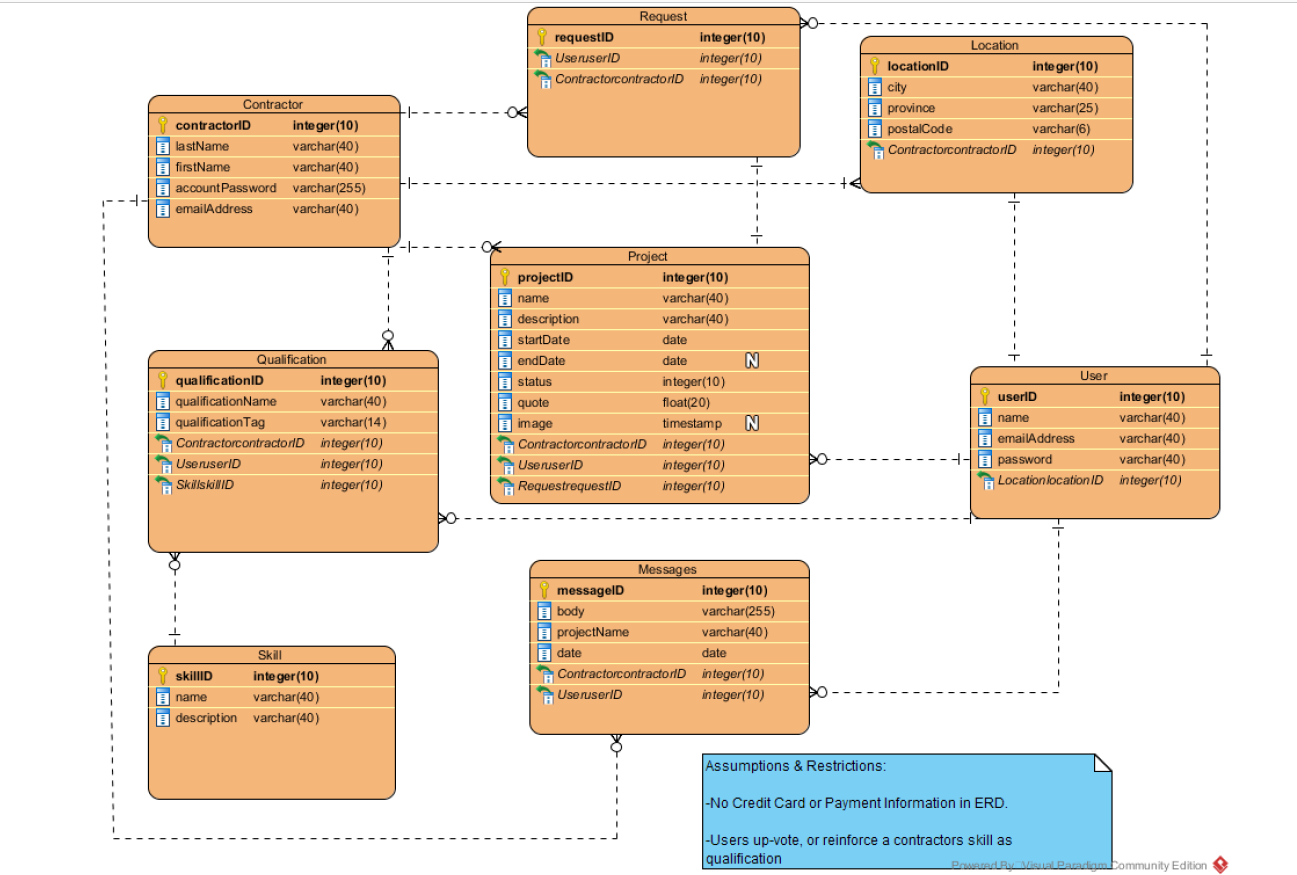 Request
requestID integer(10)
UseruserID integer(10)
ContractorcontractorID integer(10)
Location
locationID integer(10)
city varchar(40)
province varchar(25)
postalCode varchar(6)
ContractorcontractorID integer(10)
Contractor
contractorID integer(10)
lastName varchar(40)
firstName varchar(40)
accountPassword varchar(255)
emailAddress varchar(40)
Project
projectID integer(10)
name varchar(40)
description varchar(40)
startDate date
endDate date N
status integer(10)
quote float(20)
image timestamp N
ContractorcontractorID integer(10)
UseruserID integer(10)
RequestrequestID integer(10)
Qualification
qualificationID integer(10)
qualificationName varchar(40)
qualificationTag varchar(14)
ContractorcontractorID integer(10)
UseruserID integer(10)
SkillskillID integer(10)
User
userID integer(10)
name varchar(40)
emailAddress varchar(40)
password varchar(40)
LocationlocationID integer(10)
Messages
messageID integer(10)
body varchar(255)
projectName varchar(40)
date date
ContractorcontractorID integer(10)
UseruserID integer(10)
Skill
skillID integer(10)
name varchar(40)
description varchar(40)
Assumptions & Restrictions:
-No Credit Card or Payment Information in ERD.
-Users up-vote, or reinforce a contractors skill as
qualification
Powered By Visual Paradigm Community Edition